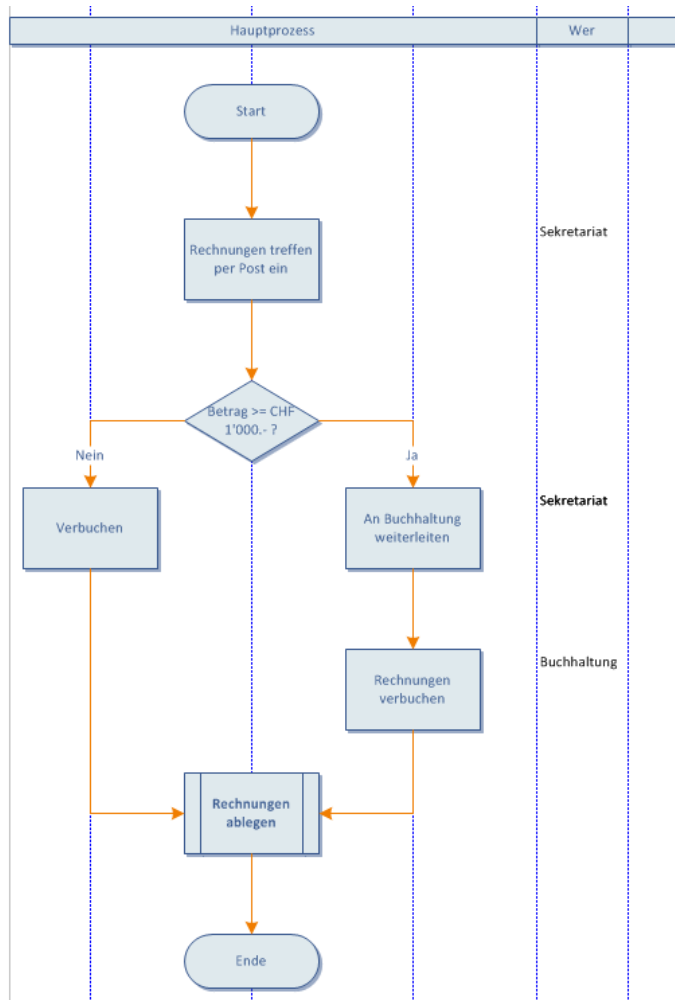 Hauptprozess
Wer
Start
Rechnungen treffen
per Post ein
Sekretariat
Betrag >= CHF
1'000.- ?
Nein
Ja
Verbuchen
An Buchhaltung
weiterleiten
Sekretariat
Rechnungen
verbuchen
Buchhaltung
Rechnungen
ablegen
Ende